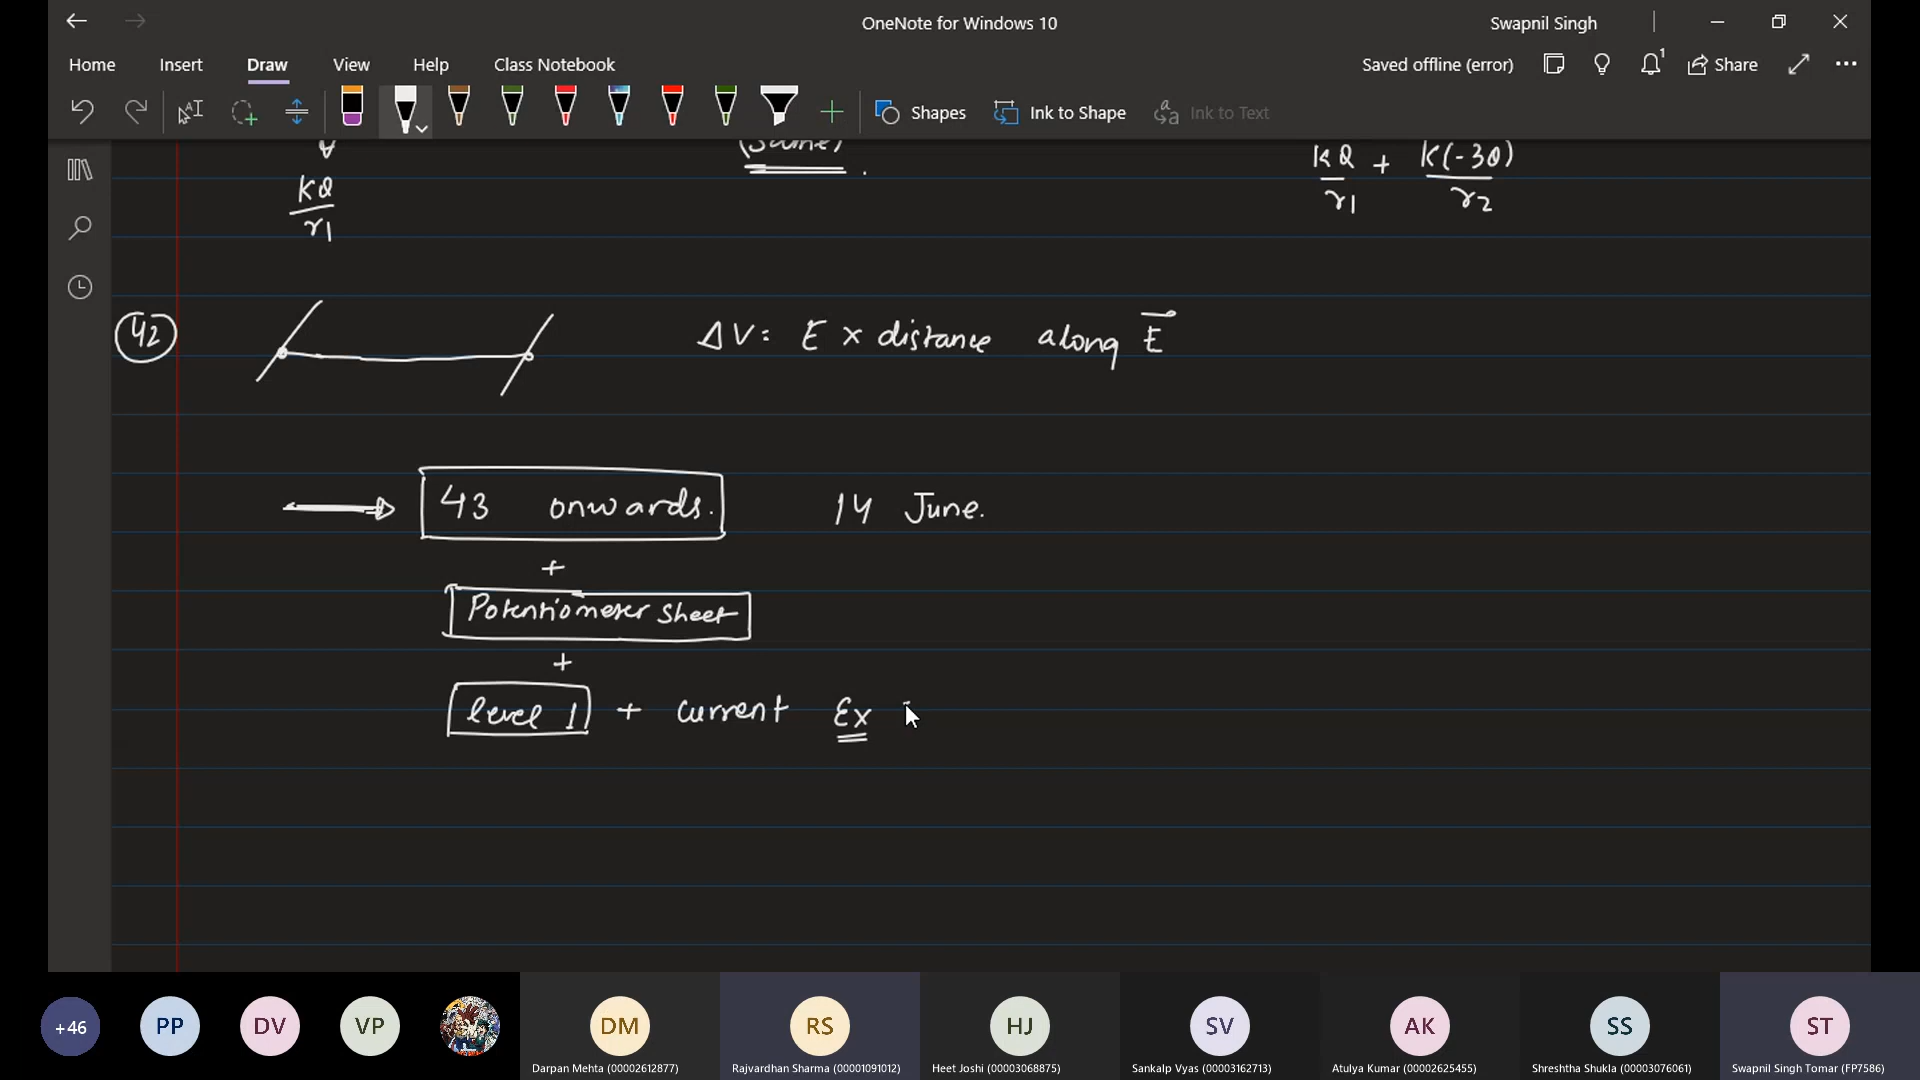 OneNote for Windows 10
Swapnil Singh
Home Insert Draw View Help Class Notebook
Saved offline (error) 1 Share
Shapes Ink to Shape Ink to Text
(same) .
KQ/r1
KQ/r1 + K(-3Q)/r2
42 ΔV: E x distance along E⃗
43 onwards. 14 June.
+
Potentiometer Sheet
+
level 1 + current Ex
+46 PP DV VP DM RS HJ SV AK SS ST
Darpan Mehta (00002612877) Rajvardhan Sharma (00001091012) Heet Joshi (00003068875) Sankalp Vyas (00003162713) Atulya Kumar (00002625455) Shreshtha Shukla (00003076061) Swapnil Singh Tomar (FP7586)